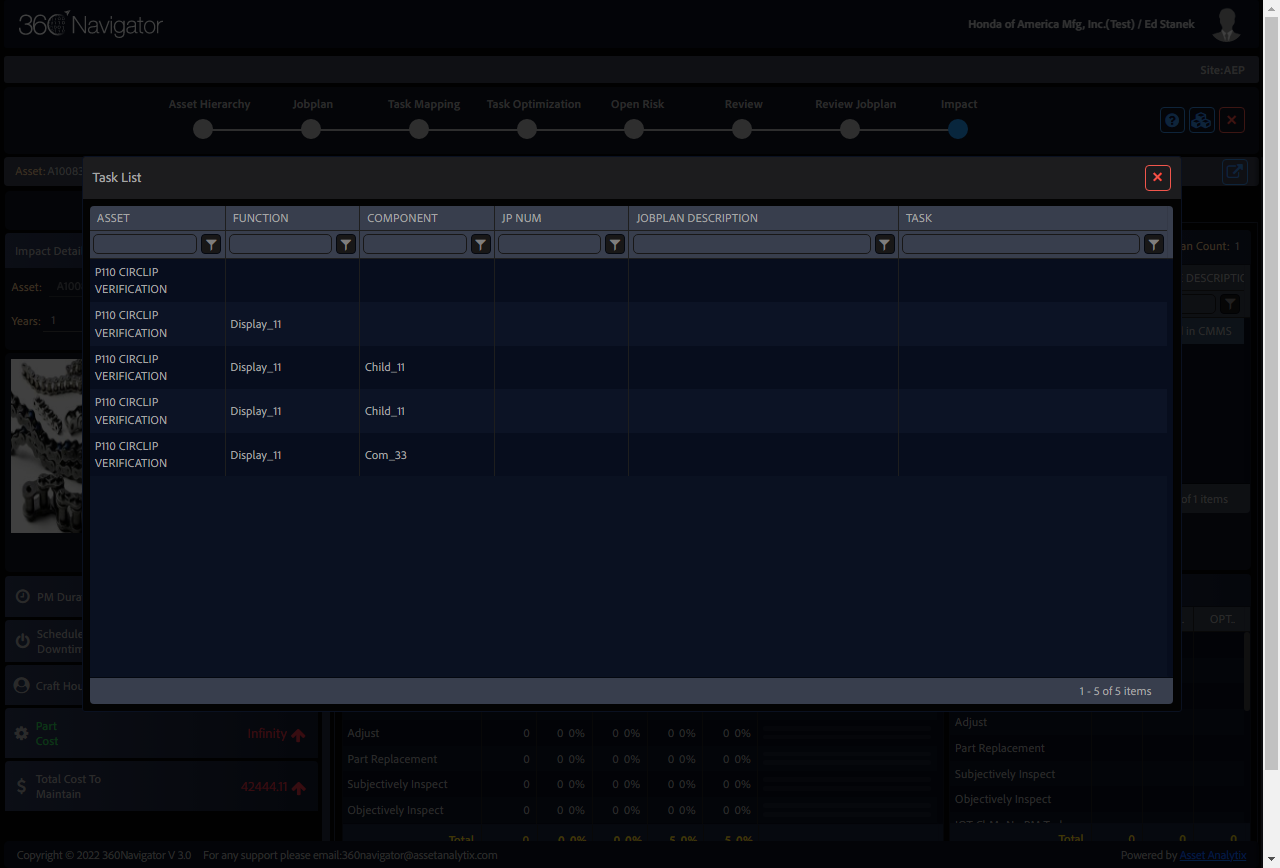 360 Navigator
Honda of America Mfg, Inc.(Test) / Ed Stanek
Site:AEP
Asset Hierarchy Jobplan Task Mapping Task Optimization Open Risk Review Review Jobplan Impact
Asset: A10083
Task List
ASSET FUNCTION COMPONENT JP NUM JOBPLAN DESCRIPTION TASK
P110 CIRCLIP
VERIFICATION
P110 CIRCLIP
VERIFICATION
Display_11
P110 CIRCLIP
VERIFICATION
Display_11 Child_11
P110 CIRCLIP
VERIFICATION
Display_11 Child_11
P110 CIRCLIP
VERIFICATION
Display_11 Com_33
1 - 5 of 5 items
Impact Detai
Asset: A100
Years: 1
an Count: 1
DESCRIPTIO
in CMMS
of 1 items
PM Dura
Schedule
Downtim
Craft Hou
Part
Cost
Infinity
Total Cost To
Maintain
42444.11
OPT..
Adjust 0 0 0% 0 0% 0 0% 0 0%
Part Replacement 0 0 0% 0 0% 0 0% 0 0%
Subjectively Inspect 0 0 0% 0 0% 0 0% 0 0%
Objectively Inspect 0 0 0% 0 0% 0 0% 0 0%
Total 0 0 0% 0 0% 5 0% 5 0%
Adjust
Part Replacement
Subjectively Inspect
Objectively Inspect
Total 0 0 0
Copyright © 2022 360Navigator V 3.0 For any support please email:360navigator@assetanalytix.com
Powered by Asset Analytix